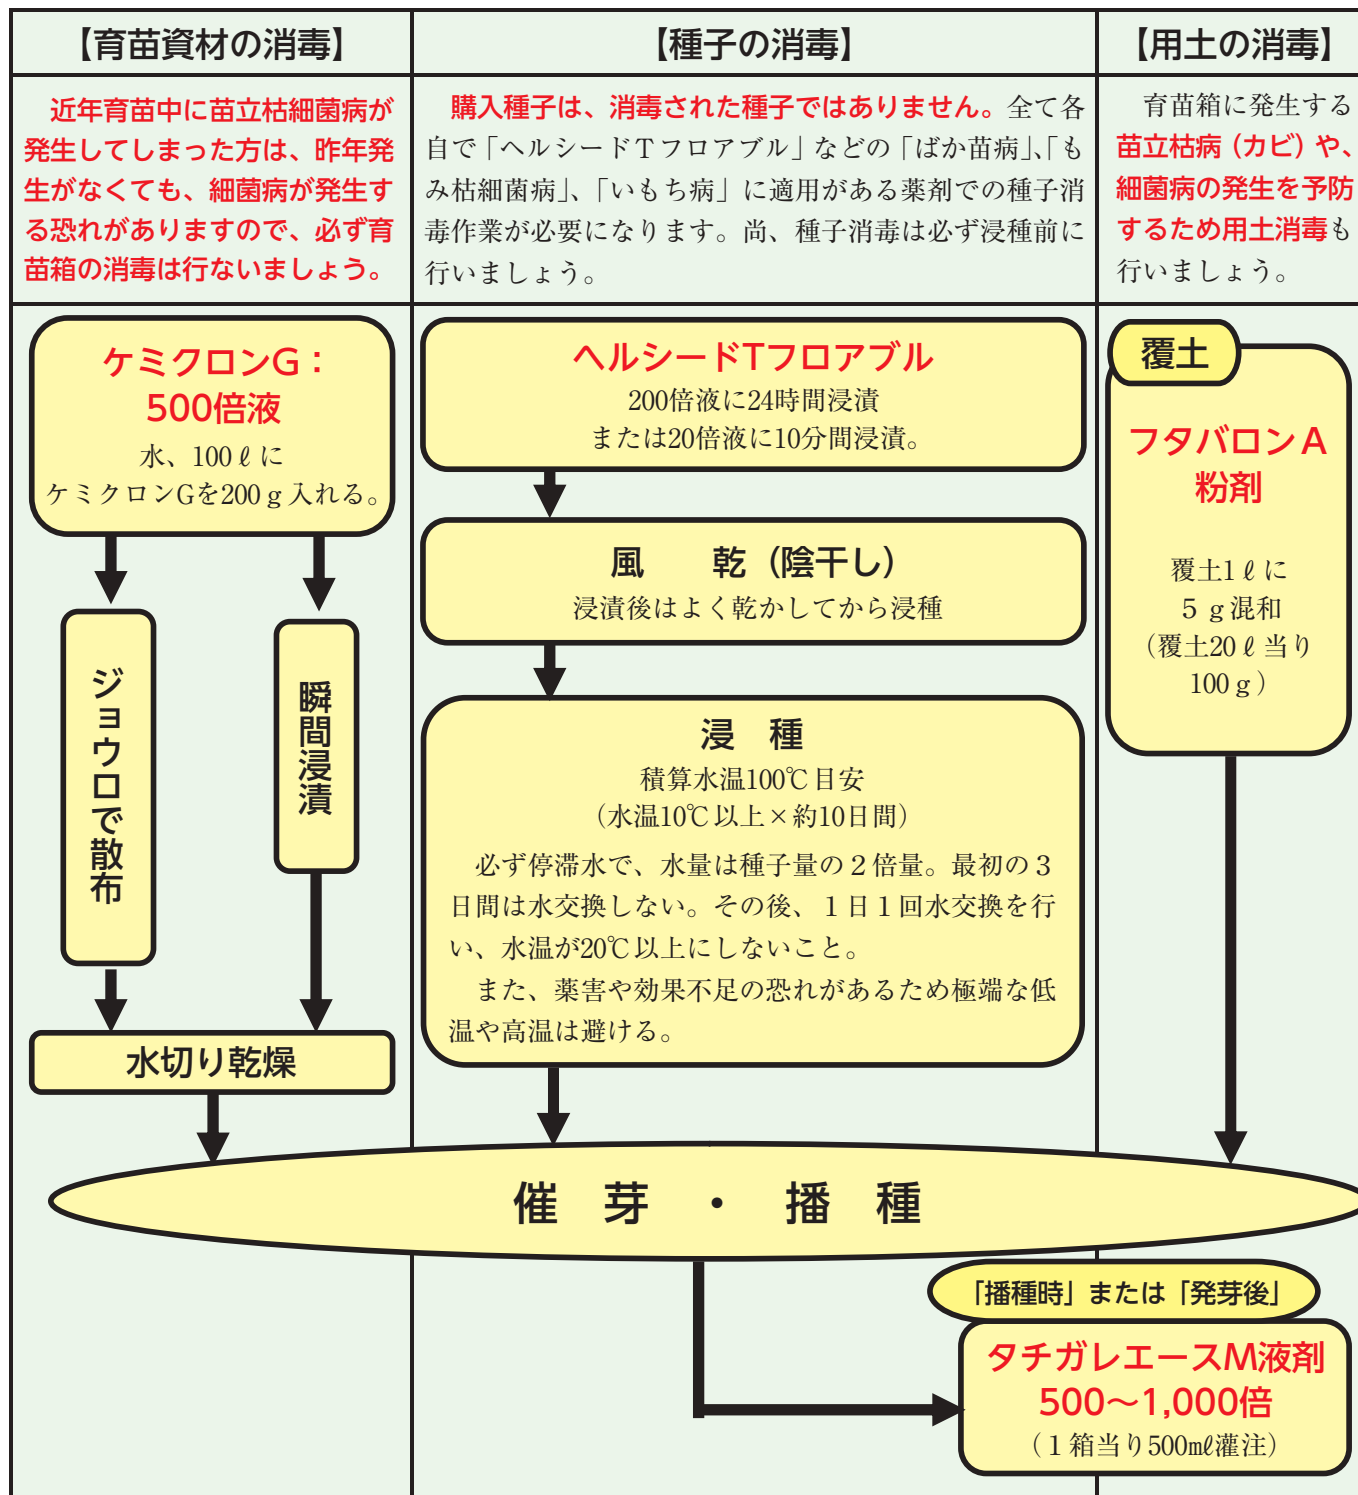 【育苗資材の消毒】
近年育苗中に苗立枯細菌病が
発生してしまった方は、昨年発
生がなくても、細菌病が発生す
る恐れがありますので、必ず育
苗箱の消毒は行ないましょう。
ケミクロンG：
500倍液
水、100ℓに
ケミクロンGを200ｇ入れる。
ジョウロで散布
瞬間浸漬
水切り乾燥
【種子の消毒】
購入種子は、消毒された種子ではありません。全て各
自で「ヘルシードＴフロアブル」などの「ばか苗病」、「も
み枯細菌病」、「いもち病」に適用がある薬剤での種子消
毒作業が必要になります。尚、種子消毒は必ず浸種前に
行いましょう。
ヘルシードTフロアブル
200倍液に24時間浸漬
または20倍液に10分間浸漬。
風　乾（陰干し）
浸漬後はよく乾かしてから浸種
浸　種
積算水温100℃目安
（水温10℃以上×約10日間）
必ず停滞水で、水量は種子量の２倍量。最初の３
日間は水交換しない。その後、１日１回水交換を行
い、水温が20℃以上にしないこと。
また、薬害や効果不足の恐れがあるため極端な低
温や高温は避ける。
【用土の消毒】
育苗箱に発生する
苗立枯病（カビ）や、
細菌病の発生を予防
するため用土消毒も
行いましょう。
覆土
フタバロンＡ
粉剤
覆土1ℓに
５ｇ混和
（覆土20ℓ当り
100ｇ）
催　芽　・　播　種
「播種時」または「発芽後」
タチガレエースM液剤
500〜1,000倍
（１箱当り500㎖灌注）